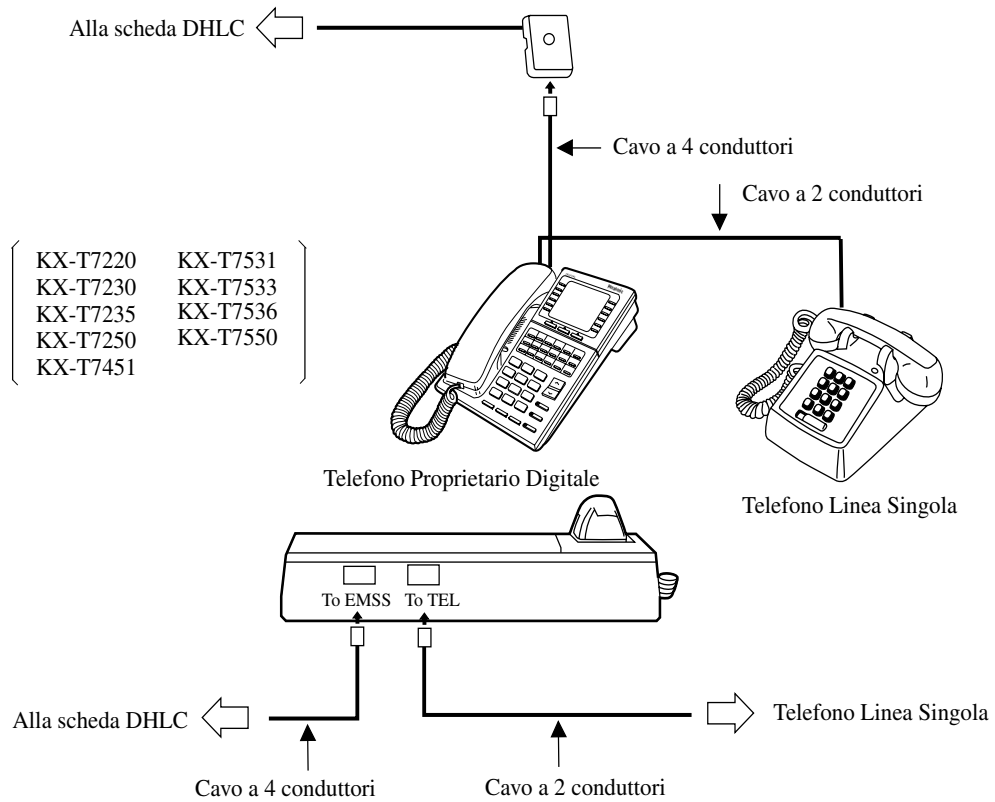 Alla scheda DHLC
Cavo a 4 conduttori
Cavo a 2 conduttori
KX-T7220 KX-T7531
KX-T7230 KX-T7533
KX-T7235 KX-T7536
KX-T7250 KX-T7550
KX-T7451
Telefono Proprietario Digitale
Telefono Linea Singola
To EMSS To TEL
Alla scheda DHLC
Telefono Linea Singola
Cavo a 4 conduttori
Cavo a 2 conduttori